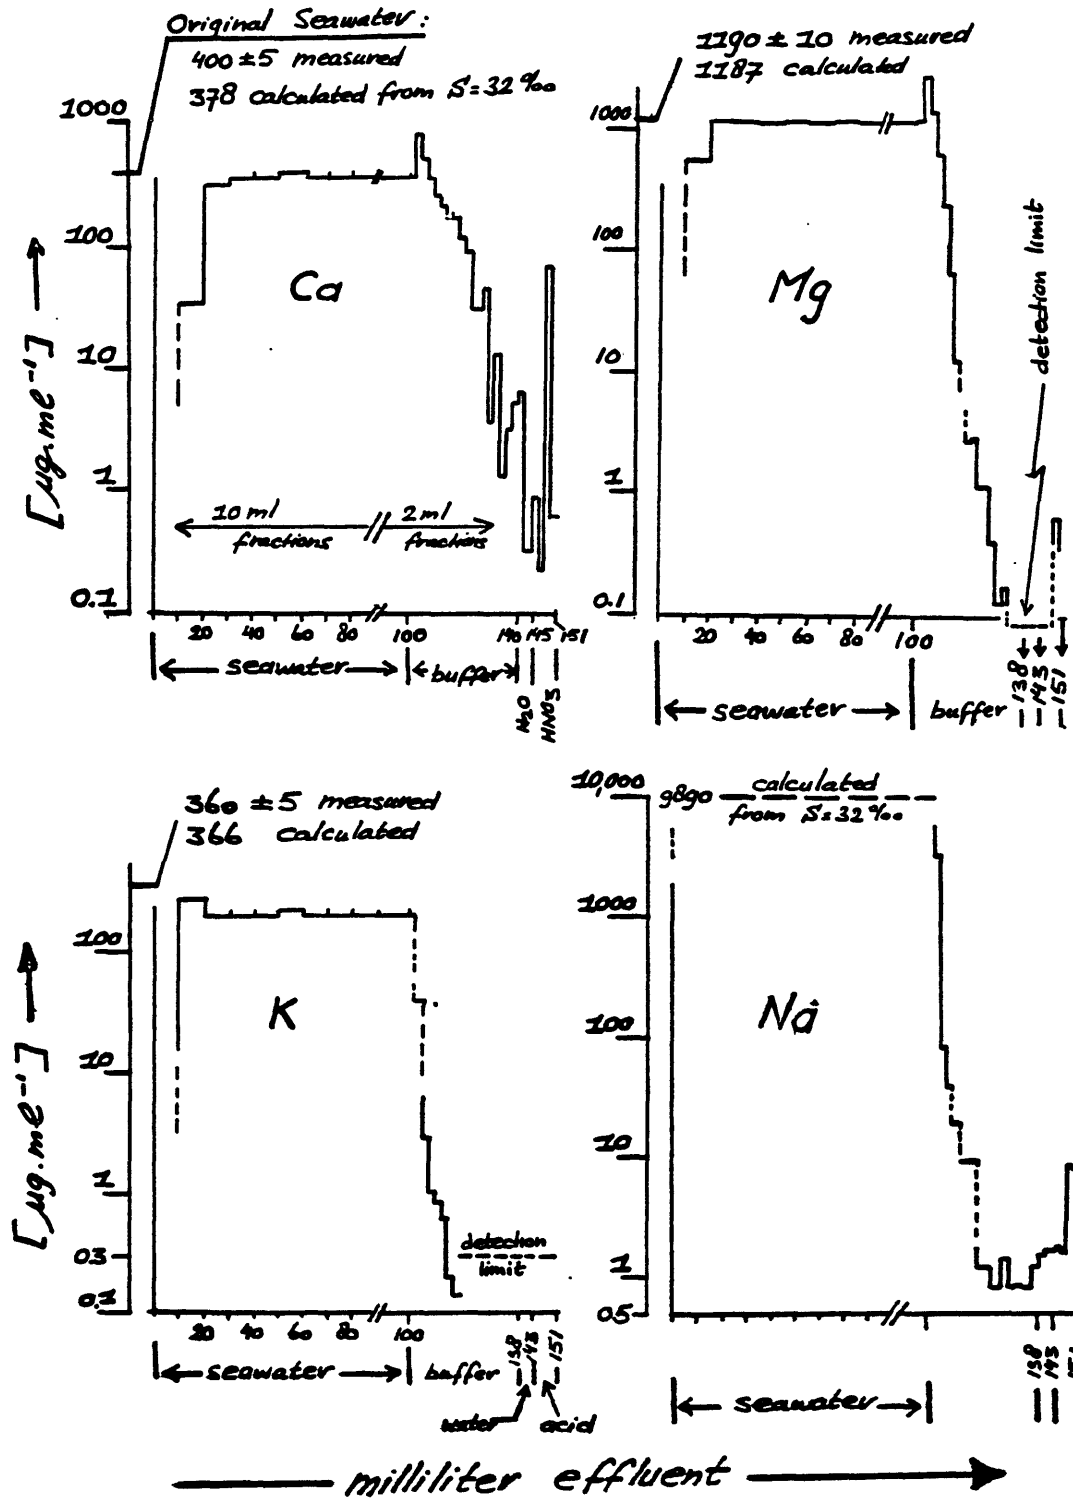 Original Seawater:
400 ± 5 measured
378 calculated from S = 32 ‰
1000
100
10
1
0.1
[µg.ml⁻¹]
Ca
10 ml fractions
2 ml fractions
20 40 60 80 100 140 145 151
seawater
buffer
H₂O
HNO3
1190 ± 10 measured
1187 calculated
1000
100
10
1
0.1
Mg
detection limit
20 40 60 80 100
seawater
buffer
138
143
151
360 ± 5 measured
366 calculated
100
10
1
0.3
0.1
[µg.ml⁻¹]
K
detection
limit
20 40 60 80 100
seawater
buffer
138
143
151
water
acid
10,000
1000
100
10
1
0.5
9890
calculated
from S = 32 ‰
Na
seawater
138
143
milliliter effluent